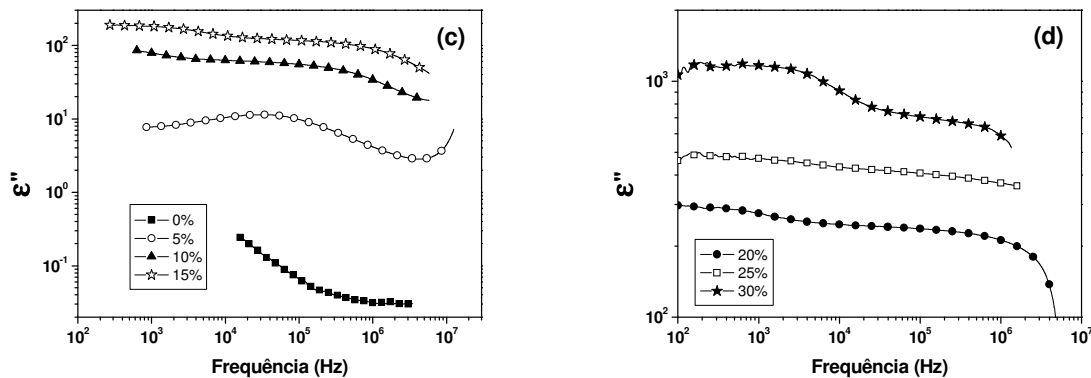 (c)
10²
10¹
10⁰
10⁻¹
ε"
0%
5%
10%
15%
10² 10³ 10⁴ 10⁵ 10⁶ 10⁷
Frequência (Hz)
(d)
10³
10²
ε"
20%
25%
30%
10² 10³ 10⁴ 10⁵ 10⁶ 10⁷
Frequência (Hz)